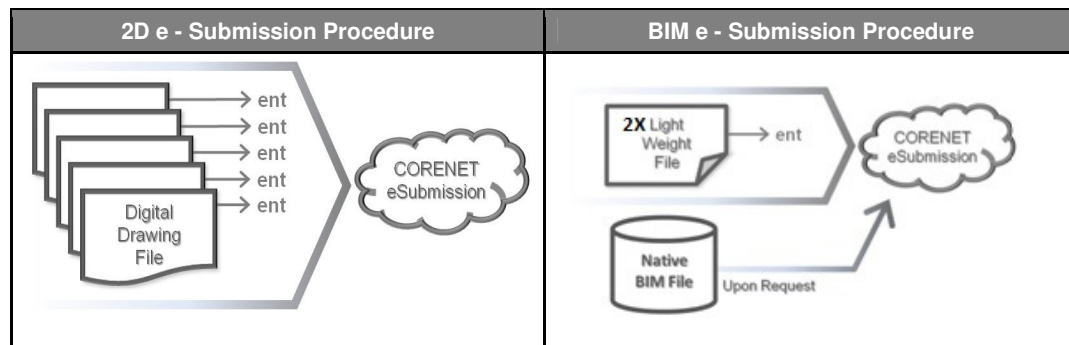 2D e - Submission Procedure
BIM e - Submission Procedure
ent
ent
ent
ent
ent
Digital
Drawing
File
CORENET
eSubmission
2X Light
Weight
File
ent
CORENET
eSubmission
Native
BIM File
Upon Request